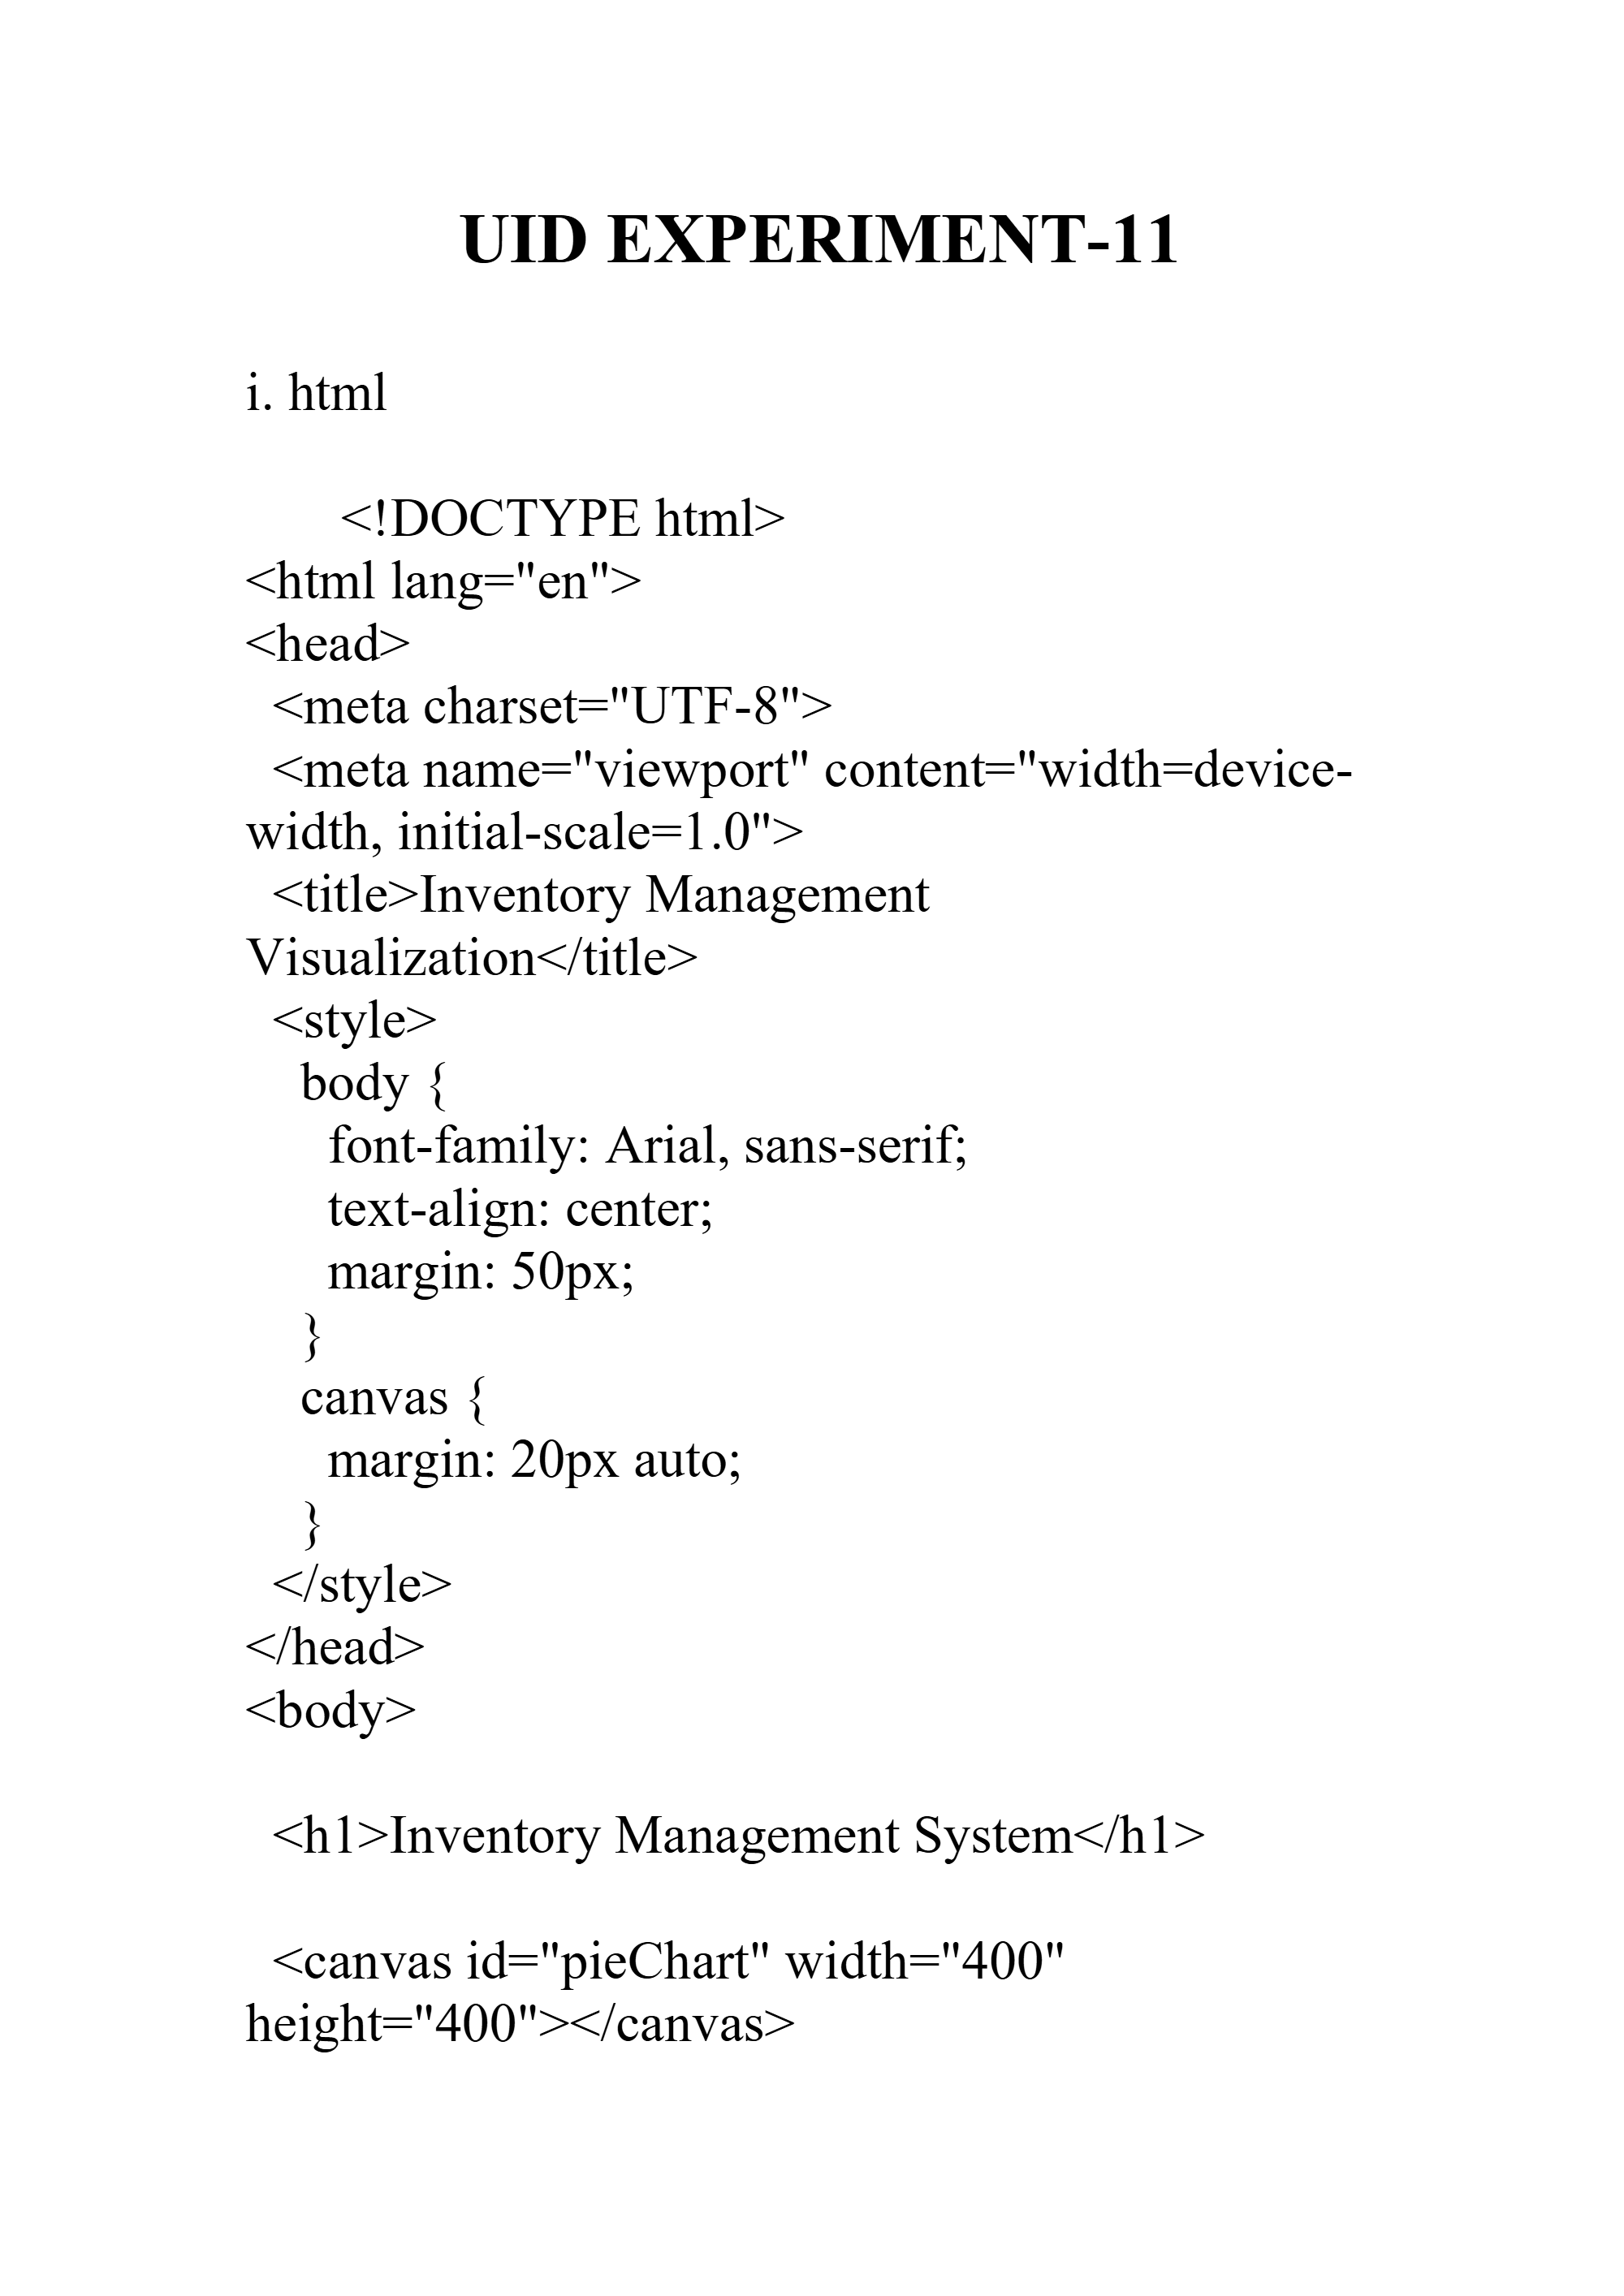 UID EXPERIMENT-11
i. html
<!DOCTYPE html>
<html lang="en">
<head>
<meta charset="UTF-8">
<meta name="viewport" content="width=device-
width, initial-scale=1.0">
<title>Inventory Management
Visualization</title>
<style>
body {
font-family: Arial, sans-serif;
text-align: center;
margin: 50px;
}
canvas {
margin: 20px auto;
}
</style>
</head>
<body>
<h1>Inventory Management System</h1>
<canvas id="pieChart" width="400"
height="400"></canvas>